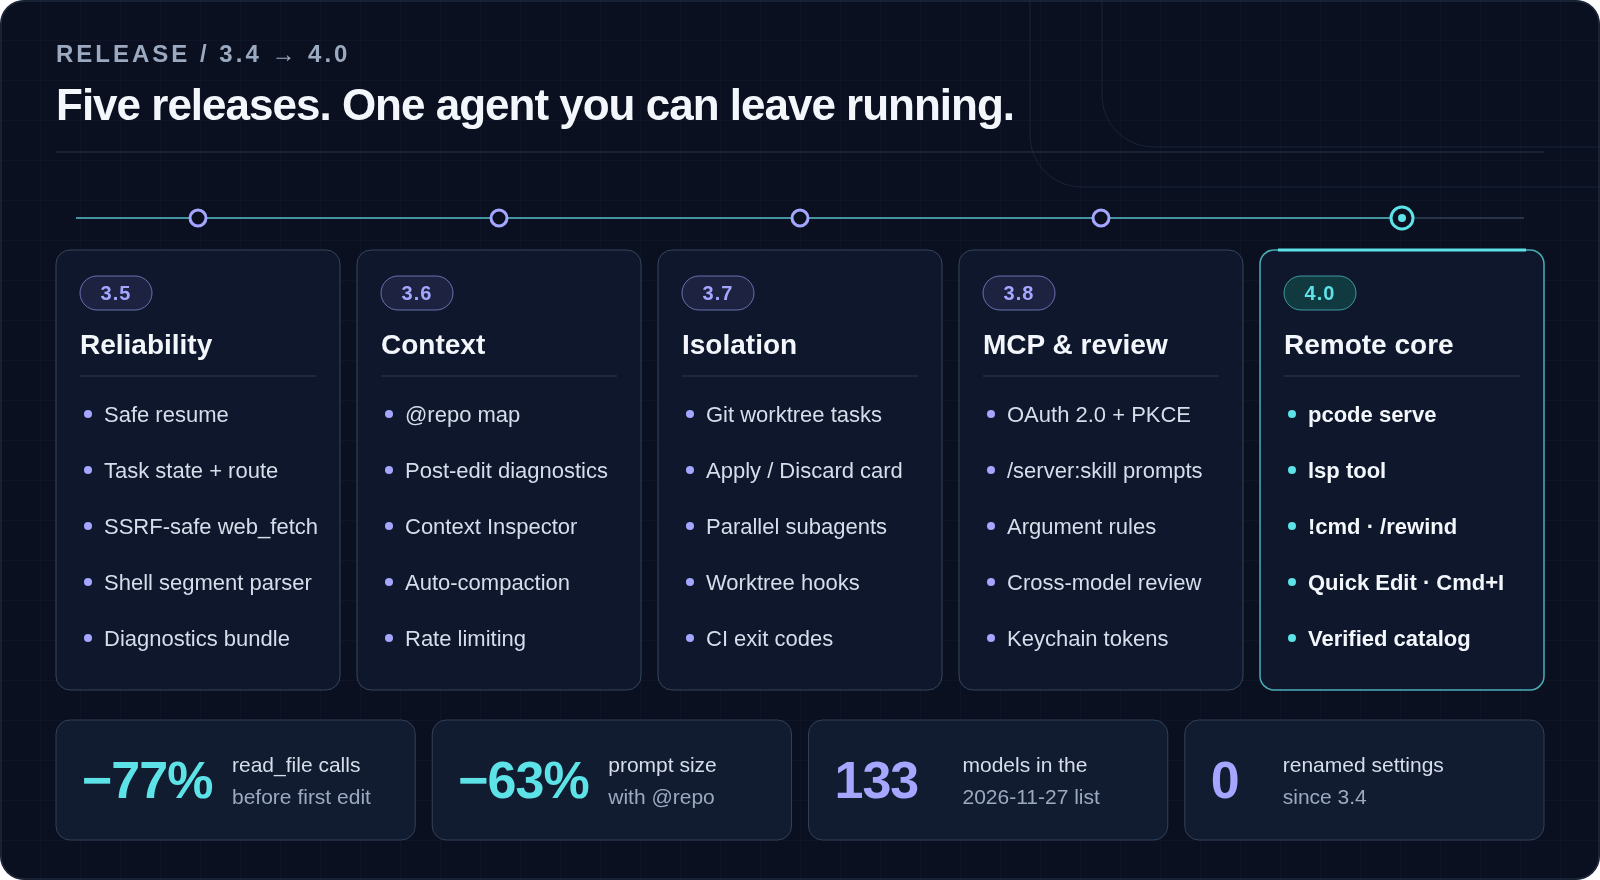 RELEASE / 3.4 → 4.0
Five releases. One agent you can leave running.
3.5
Reliability
Safe resume
Task state + route
SSRF-safe web_fetch
Shell segment parser
Diagnostics bundle
3.6
Context
@repo map
Post-edit diagnostics
Context Inspector
Auto-compaction
Rate limiting
3.7
Isolation
Git worktree tasks
Apply / Discard card
Parallel subagents
Worktree hooks
CI exit codes
3.8
MCP & review
OAuth 2.0 + PKCE
/server:skill prompts
Argument rules
Cross-model review
Keychain tokens
4.0
Remote core
pcode serve
lsp tool
!cmd · /rewind
Quick Edit · Cmd+I
Verified catalog
−77%
read_file calls
before first edit
−63%
prompt size
with @repo
133
models in the
2026-11-27 list
0
renamed settings
since 3.4